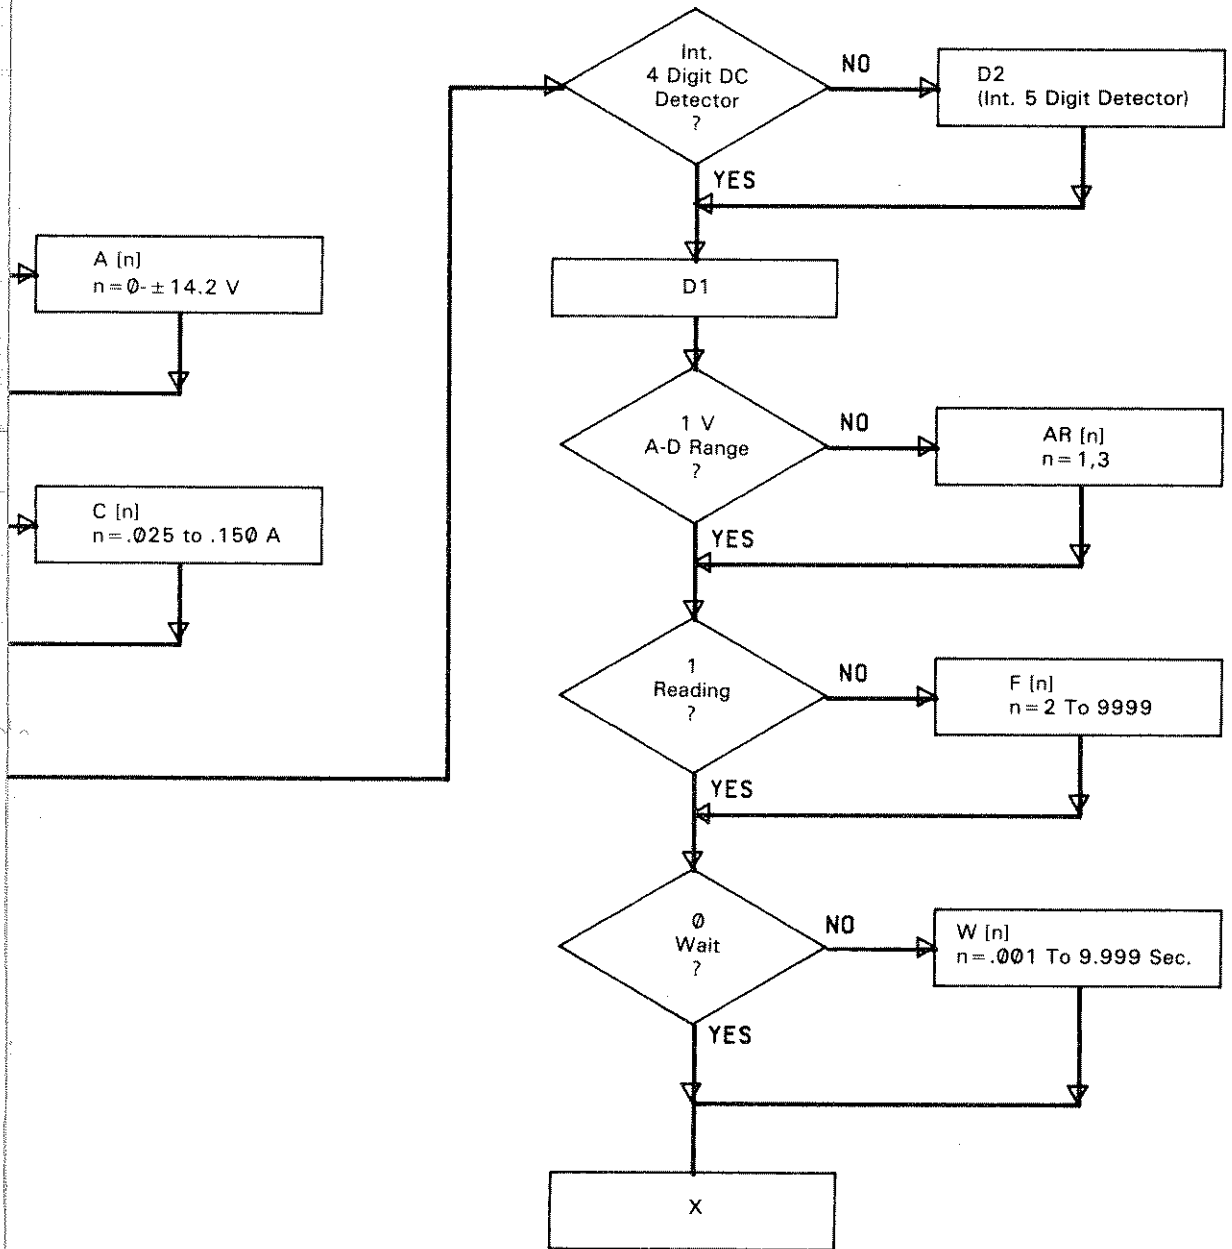 Int.
4 Digit DC
Detector
?
NO
D2
(Int. 5 Digit Detector)
YES
A [n]
n=0-±14.2 V
D1
1 V
A-D Range
?
NO
AR [n]
n=1,3
YES
C [n]
n=.025 to .150 A
1
Reading
?
NO
F [n]
n=2 To 9999
YES
0
Wait
?
NO
W [n]
n=.001 To 9.999 Sec.
YES
X